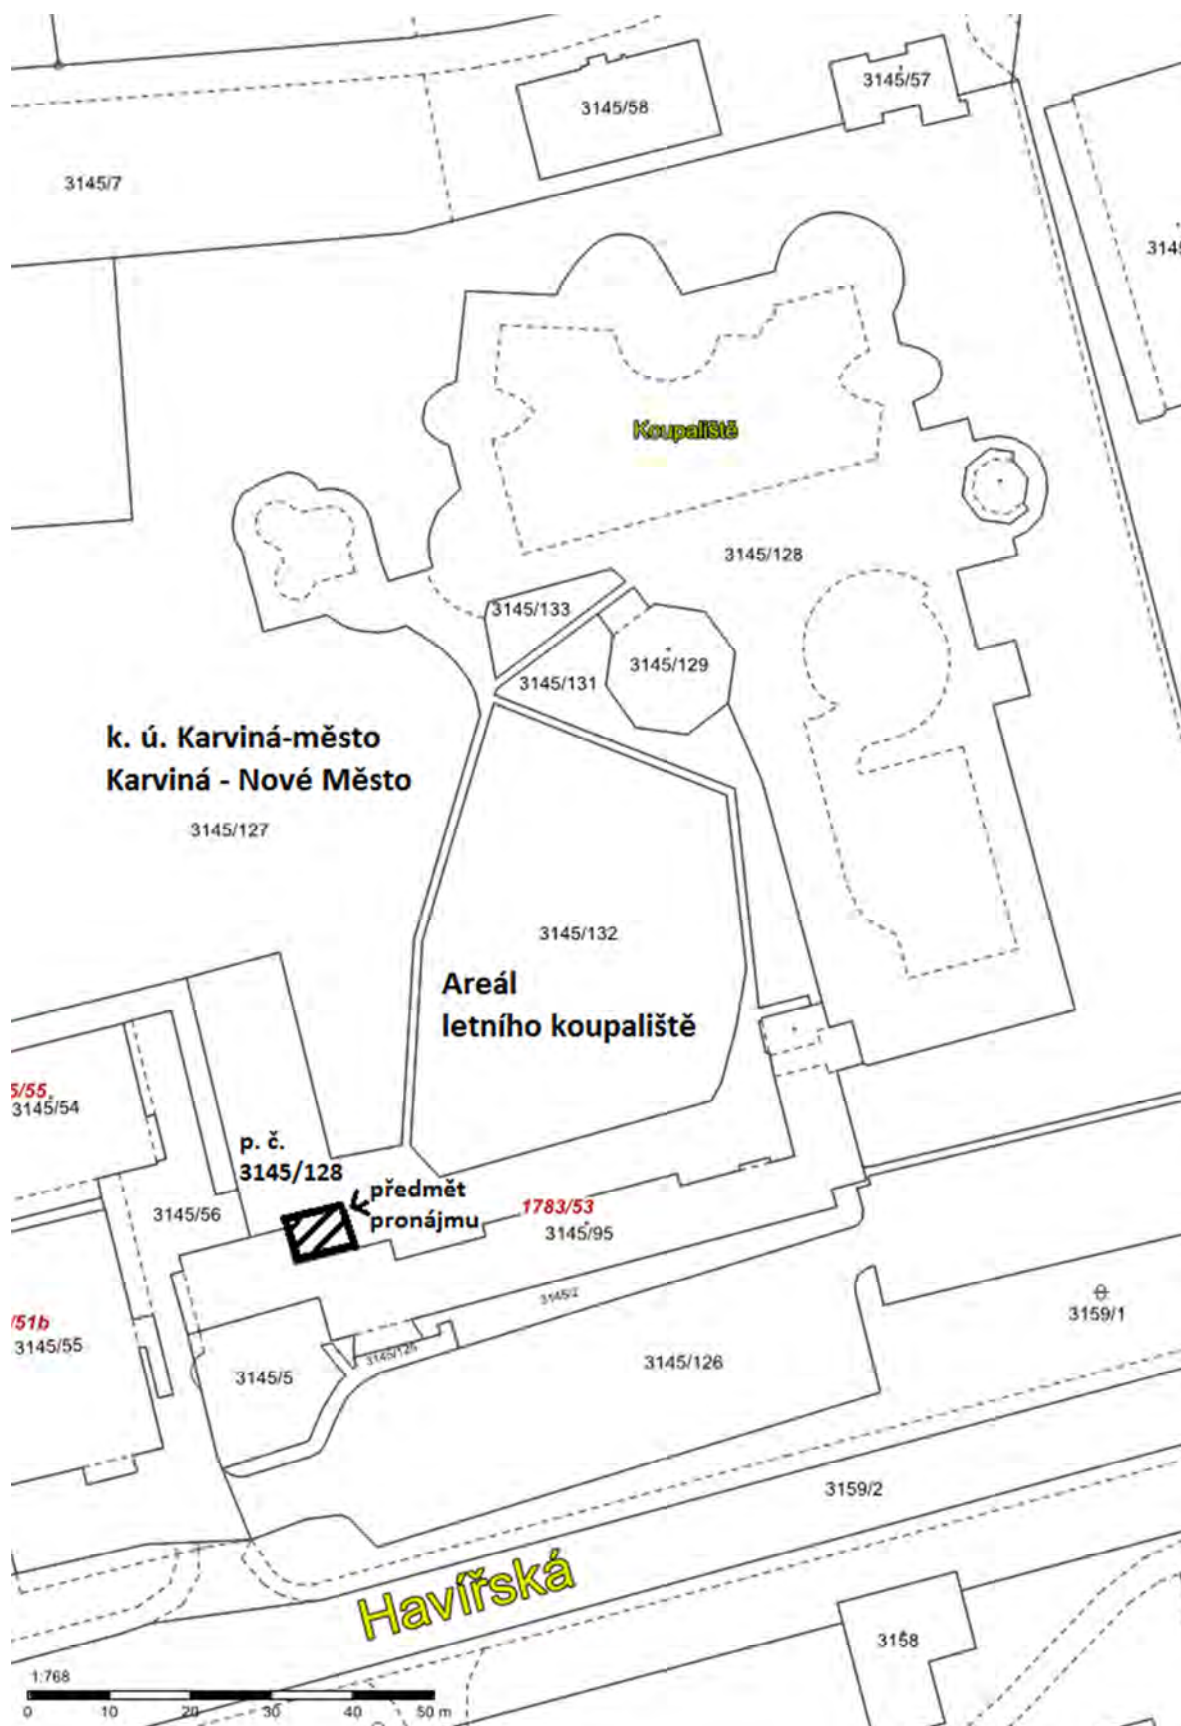 3145/58
3145/57
3145/7
3145
Koupaliště
3145/128
3145/133
3145/129
3145/131
k. ú. Karviná-město
Karviná - Nové Město
3145/127
3145/132
Areál
letního koupaliště
5/55
3145/54
p. č.
3145/128
předmět
pronájmu
3145/56
1783/53
3145/95
3145/2
3159/1
/51b
3145/55
3145/5
3145/125
3145/126
3159/2
Havířská
3158
1:768
0 10 20 30 40 50 m